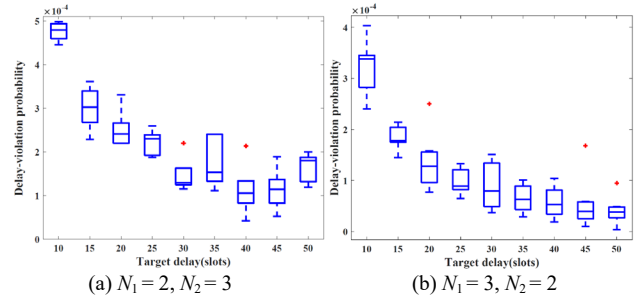 ×10⁻⁴
5
4
3
2
1
0
Delay-violation probability
10 15 20 25 30 35 40 45 50
Target delay(slots)
(a) N₁ = 2, N₂ = 3
×10⁻⁴
4
3
2
1
0
Delay-violation probability
10 15 20 25 30 35 40 45 50
Target delay(slots)
(b) N₁ = 3, N₂ = 2